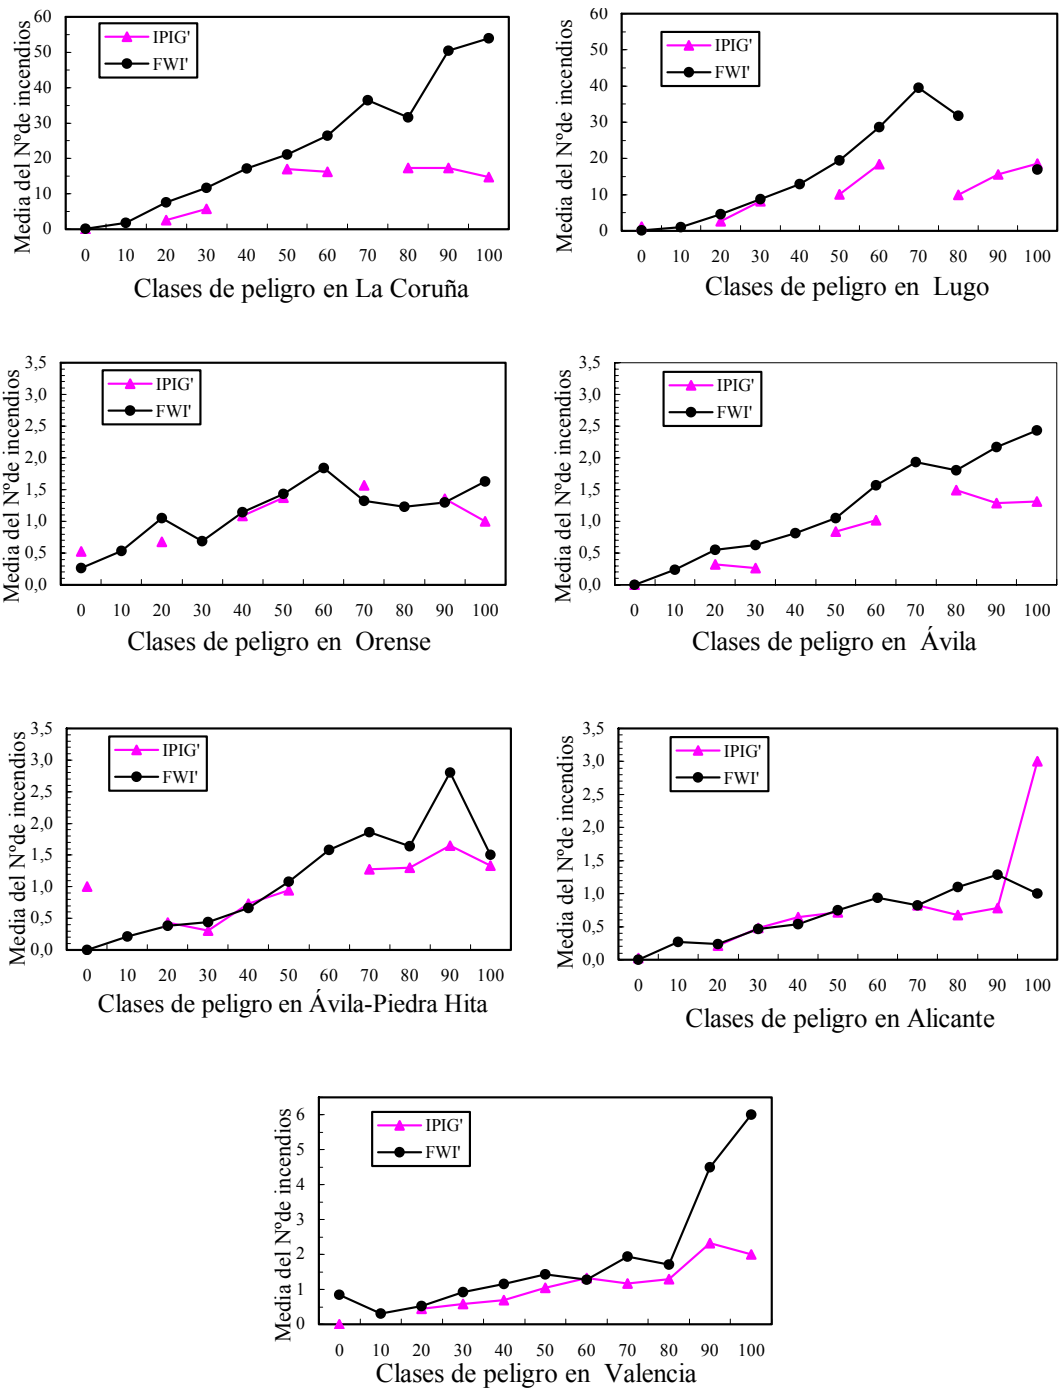 Media del Nºde incendios
60
50
40
30
20
10
0
IPIG'
FWI'
0 10 20 30 40 50 60 70 80 90 100
Clases de peligro en La Coruña
Media del Nºde incendios
60
50
40
30
20
10
0
IPIG'
FWI'
0 10 20 30 40 50 60 70 80 90 100
Clases de peligro en Lugo
Media del Nºde incendios
3,5
3,0
2,5
2,0
1,5
1,0
0,5
0,0
IPIG'
FWI'
0 10 20 30 40 50 60 70 80 90 100
Clases de peligro en Orense
Media del Nºde incendios
3,5
3,0
2,5
2,0
1,5
1,0
0,5
0,0
IPIG'
FWI'
0 10 20 30 40 50 60 70 80 90 100
Clases de peligro en Ávila
Media del Nºde incendios
3,5
3,0
2,5
2,0
1,5
1,0
0,5
0,0
IPIG'
FWI'
0 10 20 30 40 50 60 70 80 90 100
Clases de peligro en Ávila-Piedra Hita
Media del Nºde incendios
3,5
3,0
2,5
2,0
1,5
1,0
0,5
0,0
IPIG'
FWI'
0 10 20 30 40 50 60 70 80 90 100
Clases de peligro en Alicante
Media del Nºde incendios
6
5
4
3
2
1
0
IPIG'
FWI'
0 10 20 30 40 50 60 70 80 90 100
Clases de peligro en Valencia